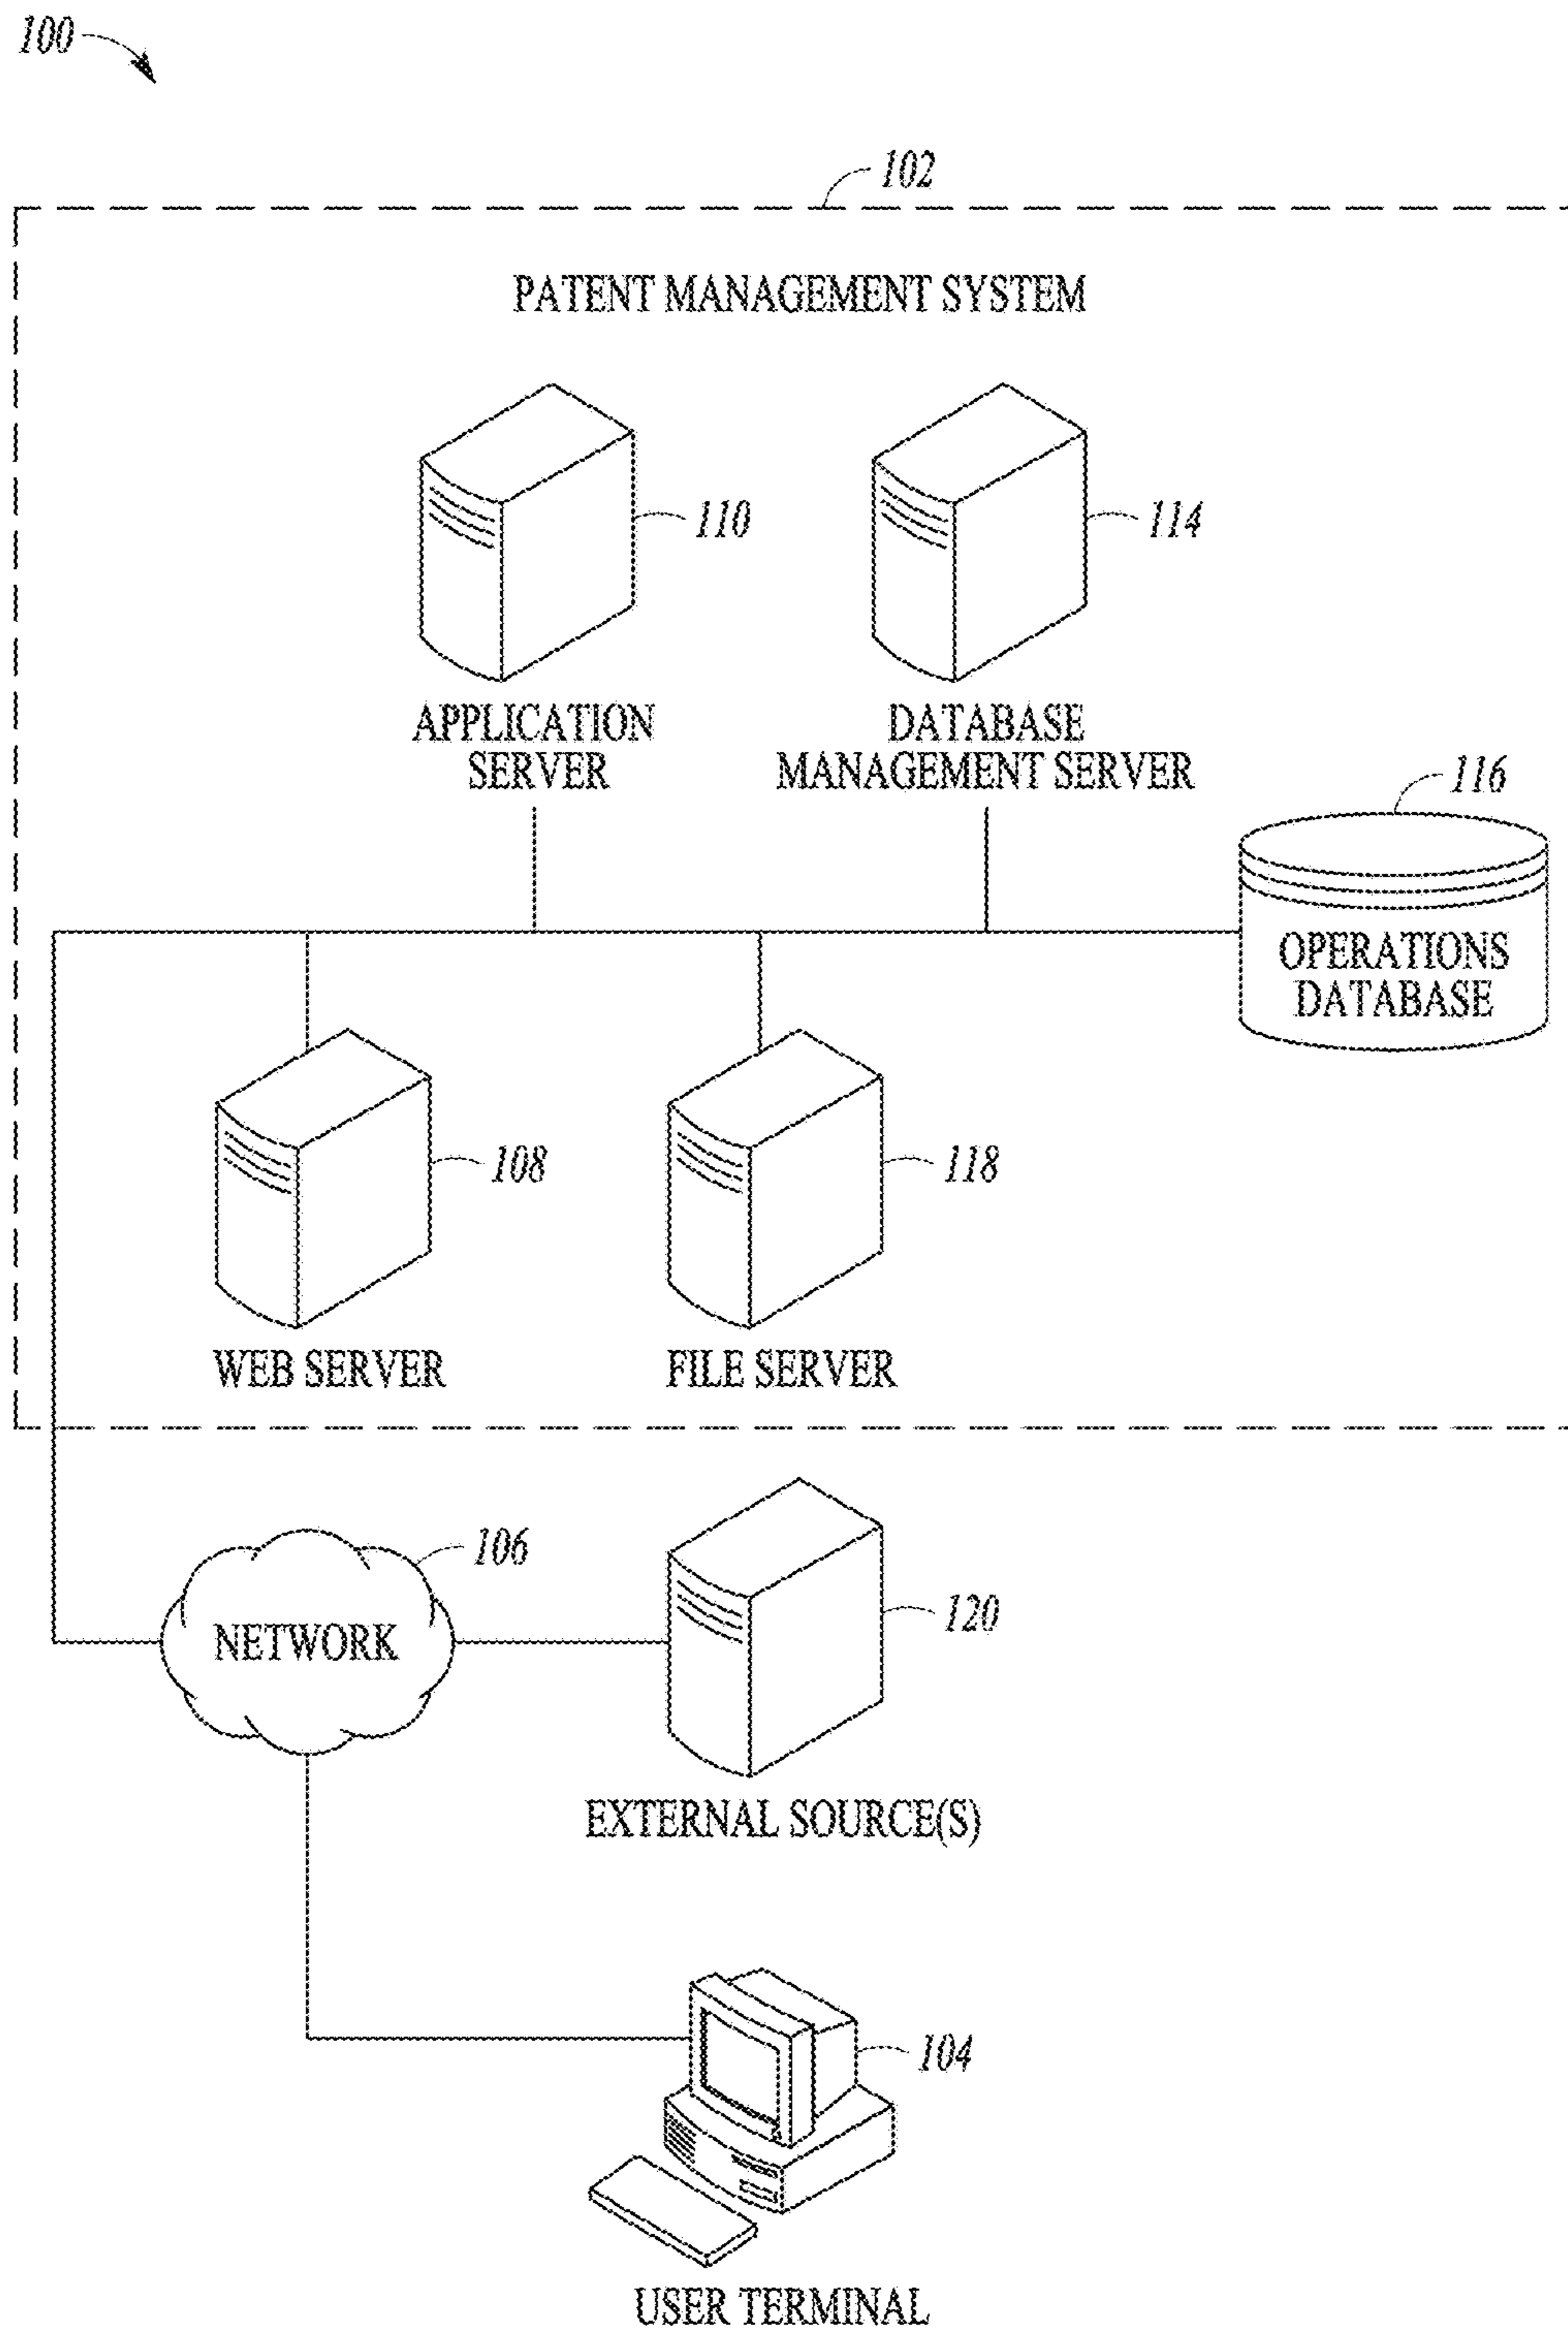 100
102
PATENT MANAGEMENT SYSTEM
110
114
APPLICATION
SERVER
DATABASE
MANAGEMENT SERVER
116
OPERATIONS
DATABASE
108
118
WEB SERVER
FILE SERVER
106
NETWORK
120
EXTERNAL SOURCE(S)
104
USER TERMINAL